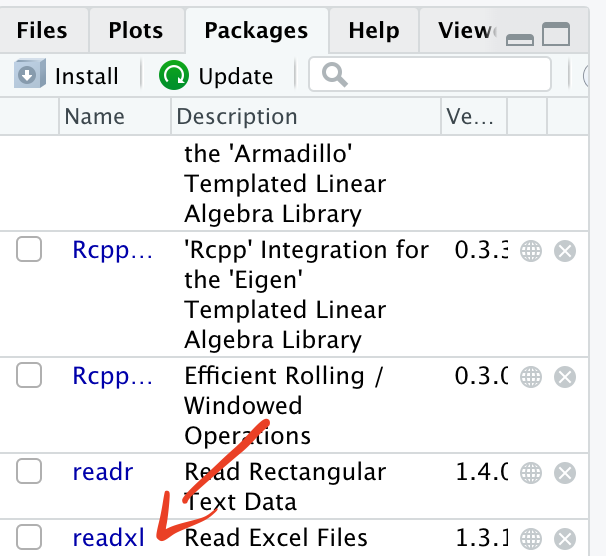 Files Plots Packages Help View
Install Update
Name Description Ve...
the 'Armadillo'
Templated Linear
Algebra Library
Rcpp... 'Rcpp' Integration for 0.3.3
the 'Eigen'
Templated Linear
Algebra Library
Rcpp... Efficient Rolling / 0.3.0
Windowed
Operations
readr Read Rectangular 1.4.0
Text Data
readxl Read Excel Files 1.3.1